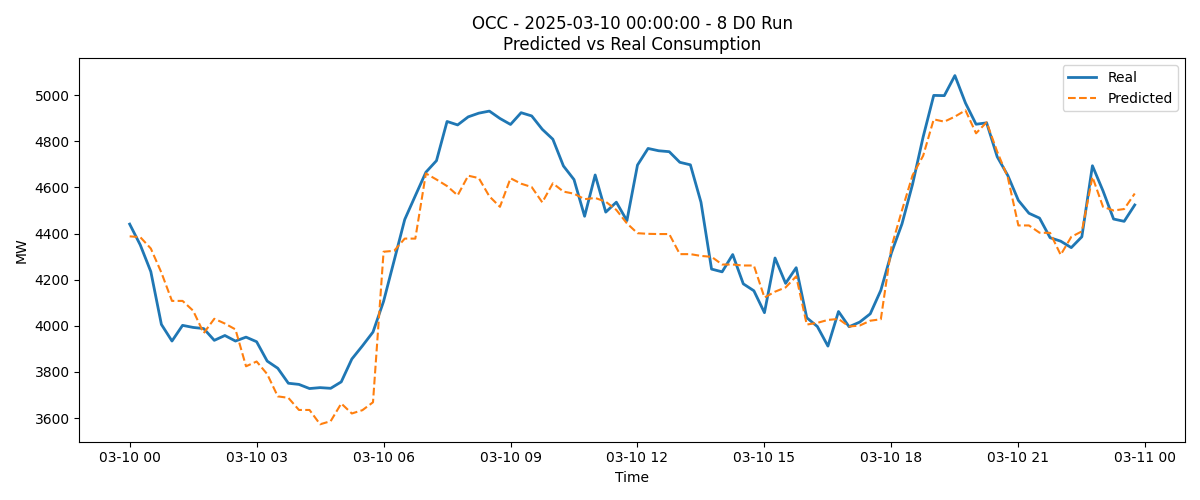 OCC - 2025-03-10 00:00:00 - 8 D0 Run
Predicted vs Real Consumption
Real
Predicted
MW
5000
4800
4600
4400
4200
4000
3800
3600
03-10 00
03-10 03
03-10 06
03-10 09
03-10 12
03-10 15
03-10 18
03-10 21
03-11 00
Time